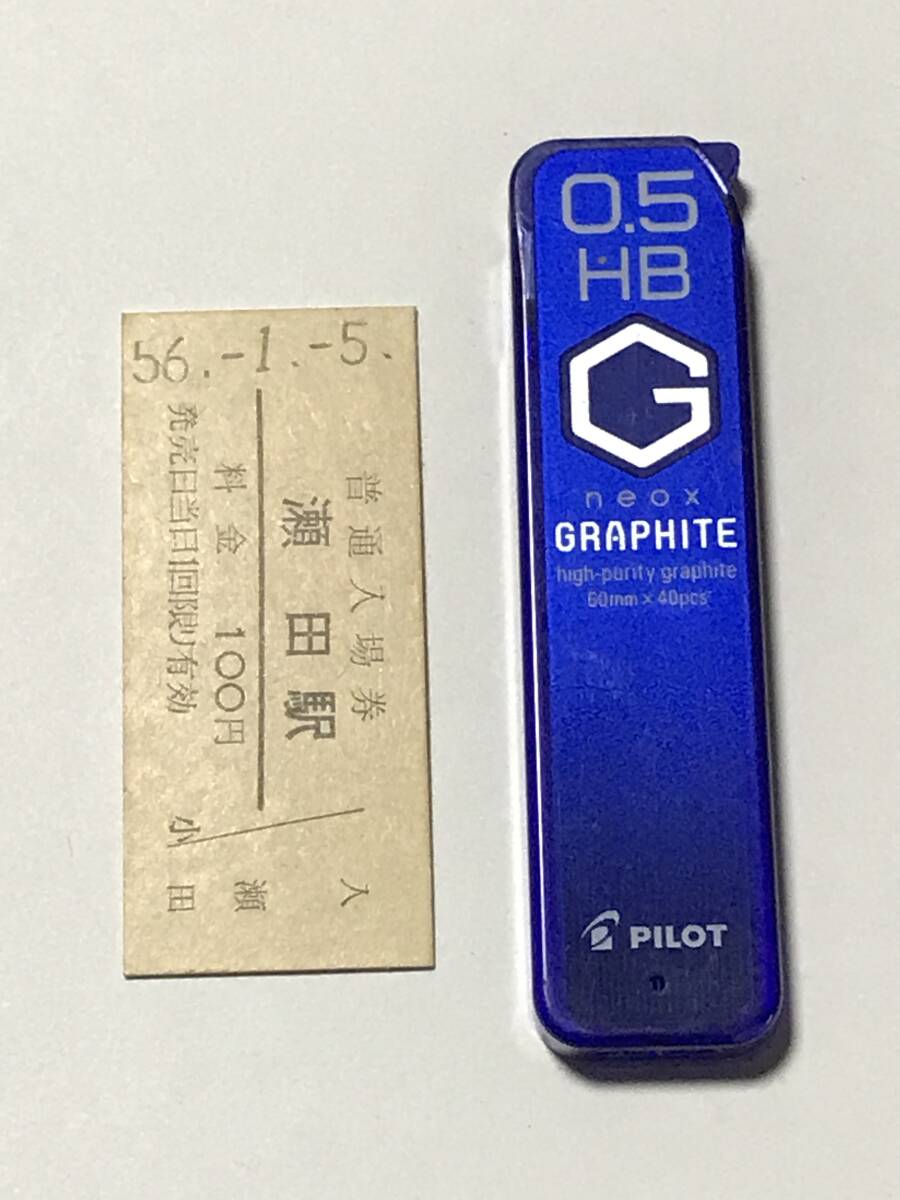 56.-1.-5.
普通入場券
瀬田駅
料金 100円
発売日当日1回限り有効
入
瀬田
小
0.5
HB
G
neox
GRAPHITE
high-purity graphite
60mm × 40pcs
PILOT